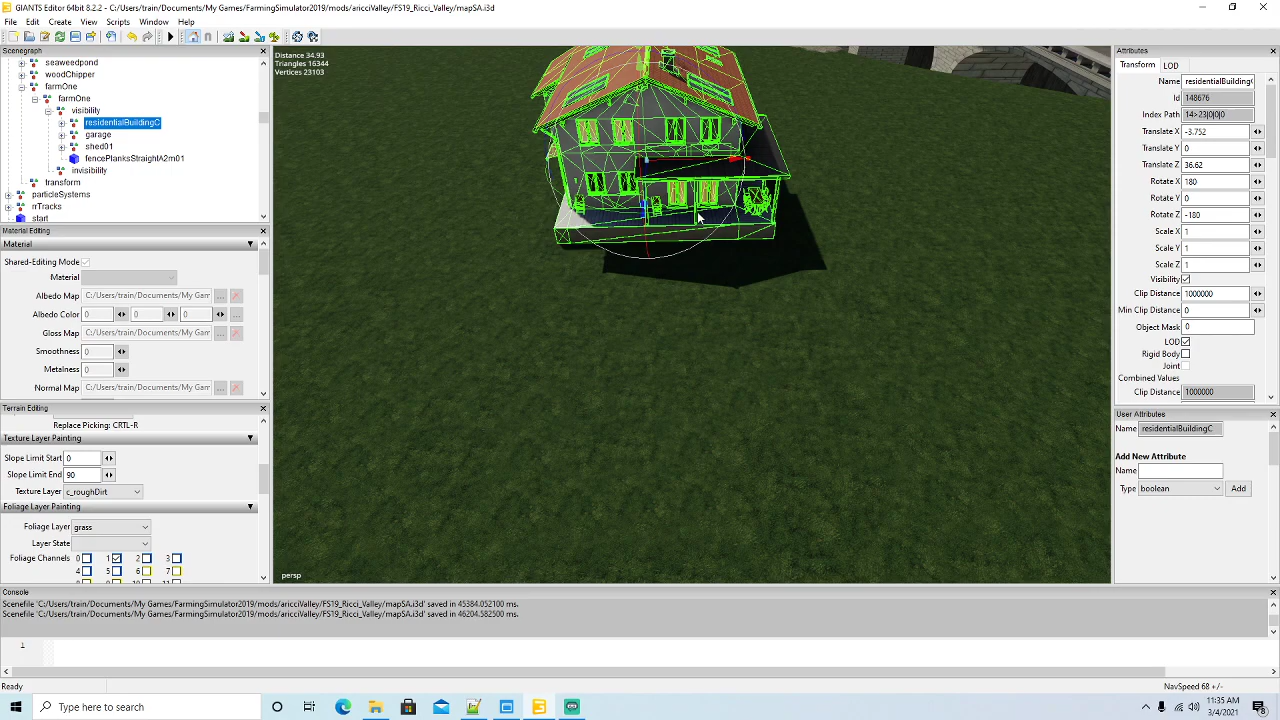 GIANTS Editor 64bit 8.2.2 - C:/Users/train/Documents/My Games/FarmingSimulator2019/mods/aricciValley/FS19_Ricci_Valley/mapSA.i3d
File Edit Create View Scripts Window Help
Scenegraph
seaweedpond
woodChipper
farmOne
farmOne
visibility
residentialBuildingC
garage
shed01
fencePlanksStraightA2m01
invisibility
transform
particleSystems
rrTracks
start
Material Editing
Material
Shared-Editing Mode
Material
Albedo Map C:/Users/train/Documents/My Gam ...
Albedo Color 0 0 0 ...
Gloss Map C:/Users/train/Documents/My Gam ...
Smoothness 0
Metalness 0
Normal Map C:/Users/train/Documents/My Gam ...
Terrain Editing
Replace Picking: CRTL-R
Texture Layer Painting
Slope Limit Start 0
Slope Limit End 90
Texture Layer c_roughDirt
Foliage Layer Painting
Foliage Layer grass
Layer State
Foliage Channels 0 1 2 3
4 5 6 7
Distance 34.93
Triangles 16344
Vertices 23103
persp
Attributes
Transform LOD
Name residentialBuildingC
Id 148676
Index Path 14>23|0|0|0
Translate X -3.752
Translate Y 0
Translate Z 36.62
Rotate X 180
Rotate Y 0
Rotate Z -180
Scale X 1
Scale Y 1
Scale Z 1
Visibility
Clip Distance 1000000
Min Clip Distance 0
Object Mask 0
LOD
Rigid Body
Joint
Combined Values
Clip Distance 1000000
User Attributes
Name residentialBuildingC
Add New Attribute
Name
Type boolean Add
Console
Scenefile 'C:/Users/train/Documents/My Games/FarmingSimulator2019/mods/aricciValley/FS19_Ricci_Valley/mapSA.i3d' saved in 45384.052100 ms.
Scenefile 'C:/Users/train/Documents/My Games/FarmingSimulator2019/mods/aricciValley/FS19_Ricci_Valley/mapSA.i3d' saved in 46204.582500 ms.
1
Ready
NavSpeed 68 +/-
Type here to search
11:35 AM
3/4/2021